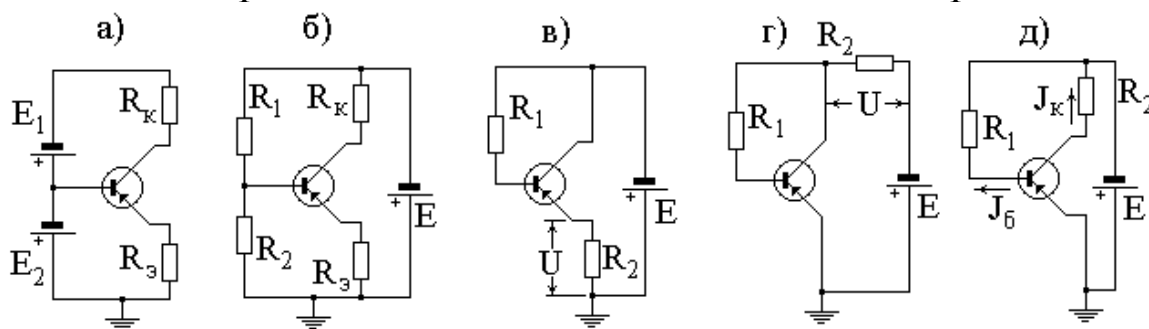 а) б) в) г) д)
E₁ + E₂ + Rк Rэ
R₁ R₂ Rк Rэ + E
R₁ U R₂ + E
R₂ U R₁ + E
R₁ Jк Jб R₂ + E